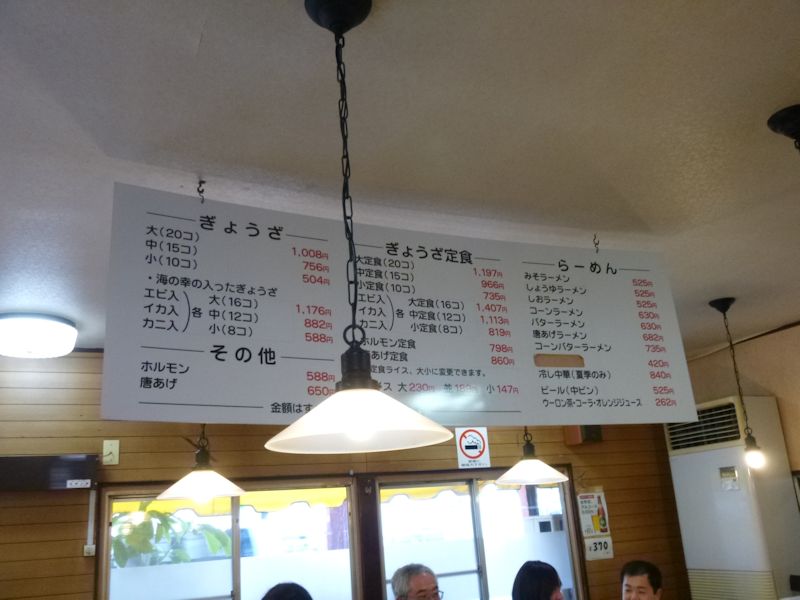 ぎょうざ
大(20コ) 1,008円
中(15コ) 756円
小(10コ) 504円
・海の幸の入ったぎょうざ
エビ入 大(16コ) 1,176円
イカ入 各 中(12コ) 882円
カニ入 小(8コ) 588円
その他
ホルモン 588円
唐あげ 650
金額はす
ぎょうざ定食
大定食(20コ) 1,197円
中定食(15コ) 966円
小定食(10コ) 735円
エビ入 大定食(16コ) 1,407円
イカ入 各 中定食(12コ) 1,113円
カニ入 小定食(8コ) 819円
ホルモン定食 798円
あげ定食 860円
定食ライス、大小に変更できます。
イス 大230円 並 小147円
らーめん
みそラーメン 525円
しょうゆラーメン 525円
しおラーメン 525円
コーンラーメン 630円
バターラーメン 630円
唐あげラーメン 682円
コーンバターラーメン 735円
420円
冷し中華(夏季のみ) 840円
ビール(中ビン) 525円
ウーロン茶・コーラ・オレンジジュース 262円
¥370